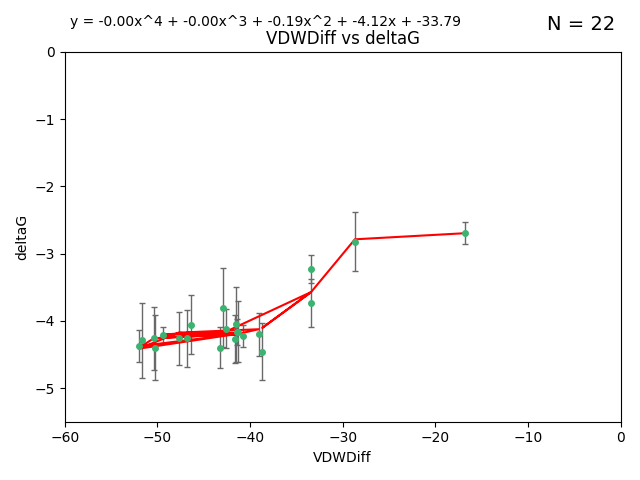 y = -0.00x^4 + -0.00x^3 + -0.19x^2 + -4.12x + -33.79
N = 22
VDWDiff vs deltaG
0
−1
−2
−3
−4
−5
deltaG
−60
−50
−40
−30
−20
−10
0
VDWDiff